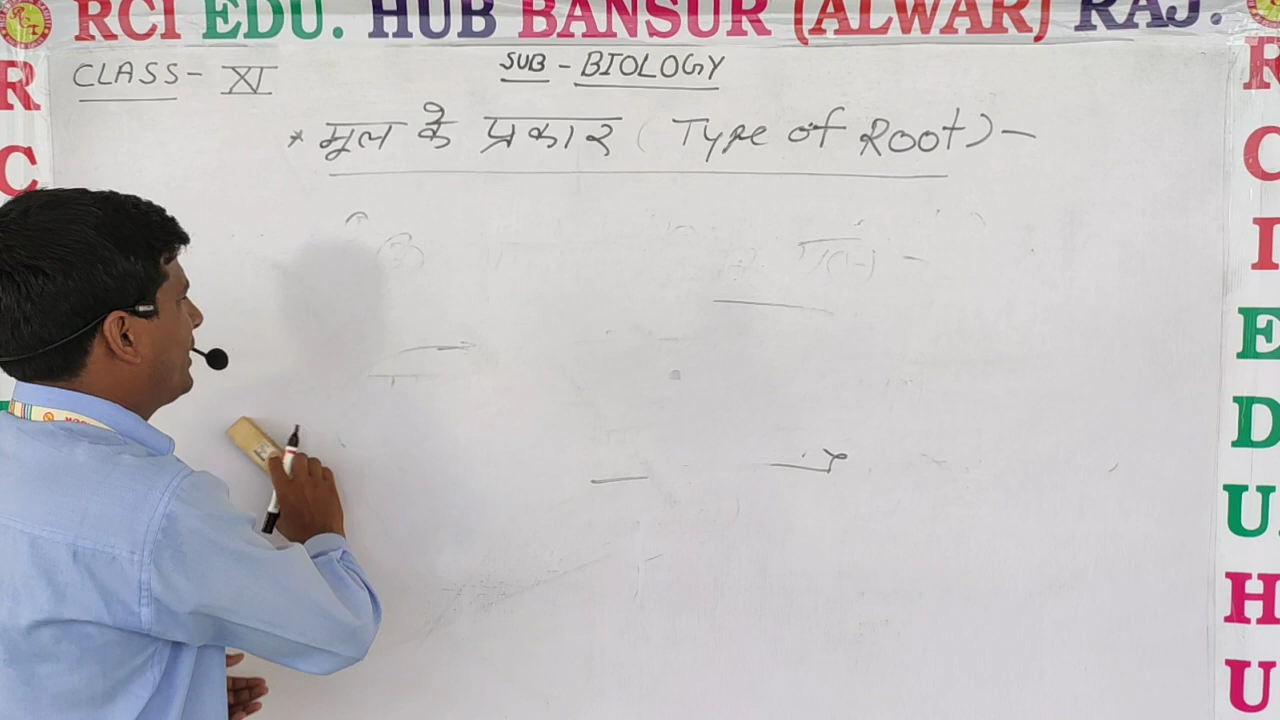 RCI EDU. HUB BANSUR (ALWAR) RAJ.
CLASS- XI
SUB - BIOLOGY
* मूल के प्रकार ( Type of Root) -
R
C
R
C
I
E
D
U.
H
U